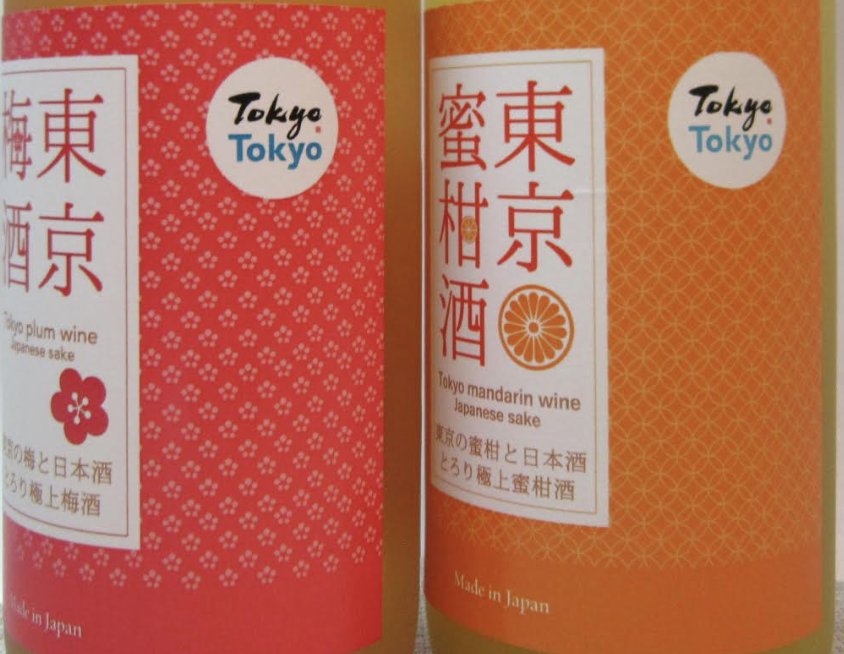 東京
梅酒
Tokyo plum wine
Japanese sake
東京の梅と日本酒
とろり極上梅酒
Made in Japan
Tokyo
Tokyo
東京
蜜柑酒
Tokyo mandarin wine
Japanese sake
東京の蜜柑と日本酒
とろり極上蜜柑酒
Made in Japan
Tokyo
Tokyo